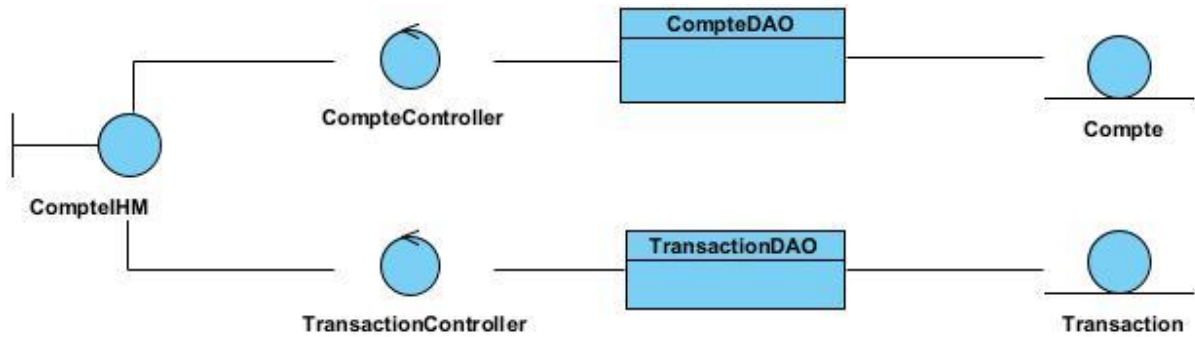 CompteDAO
CompteController
Compte
CompteIHM
TransactionDAO
TransactionController
Transaction